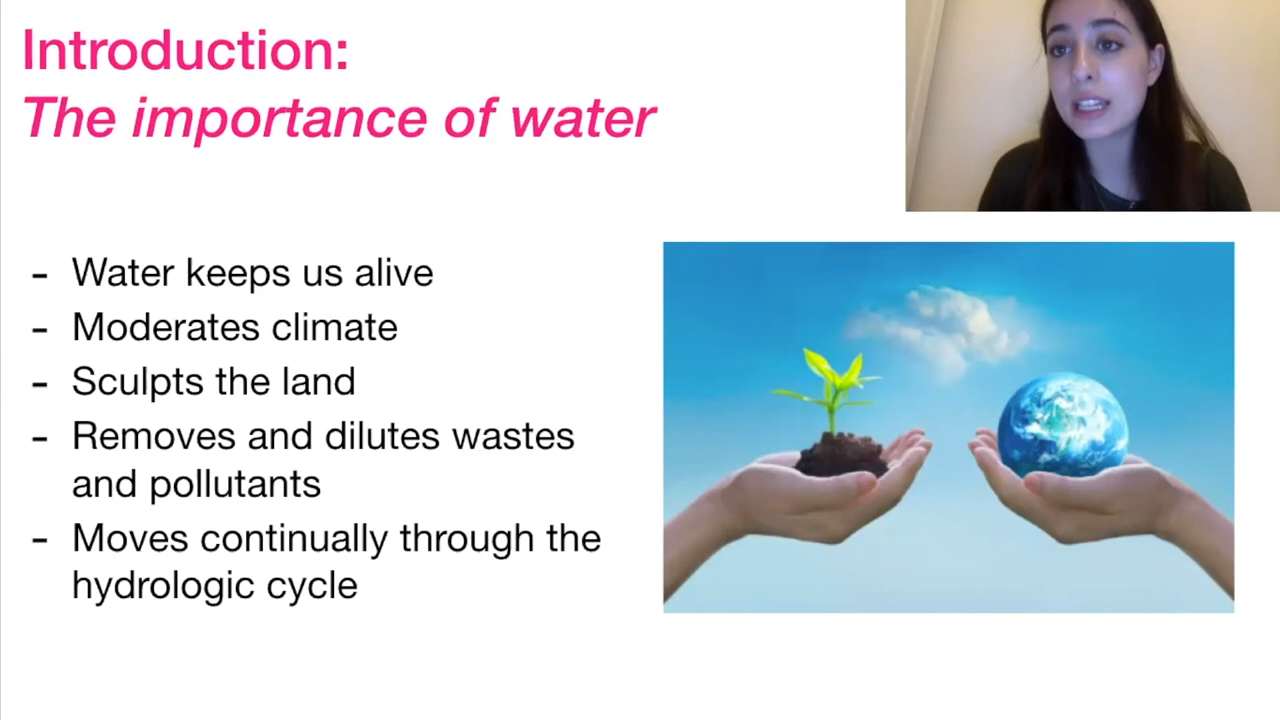 Introduction:
The importance of water
- Water keeps us alive
- Moderates climate
- Sculpts the land
- Removes and dilutes wastes
and pollutants
- Moves continually through the
hydrologic cycle